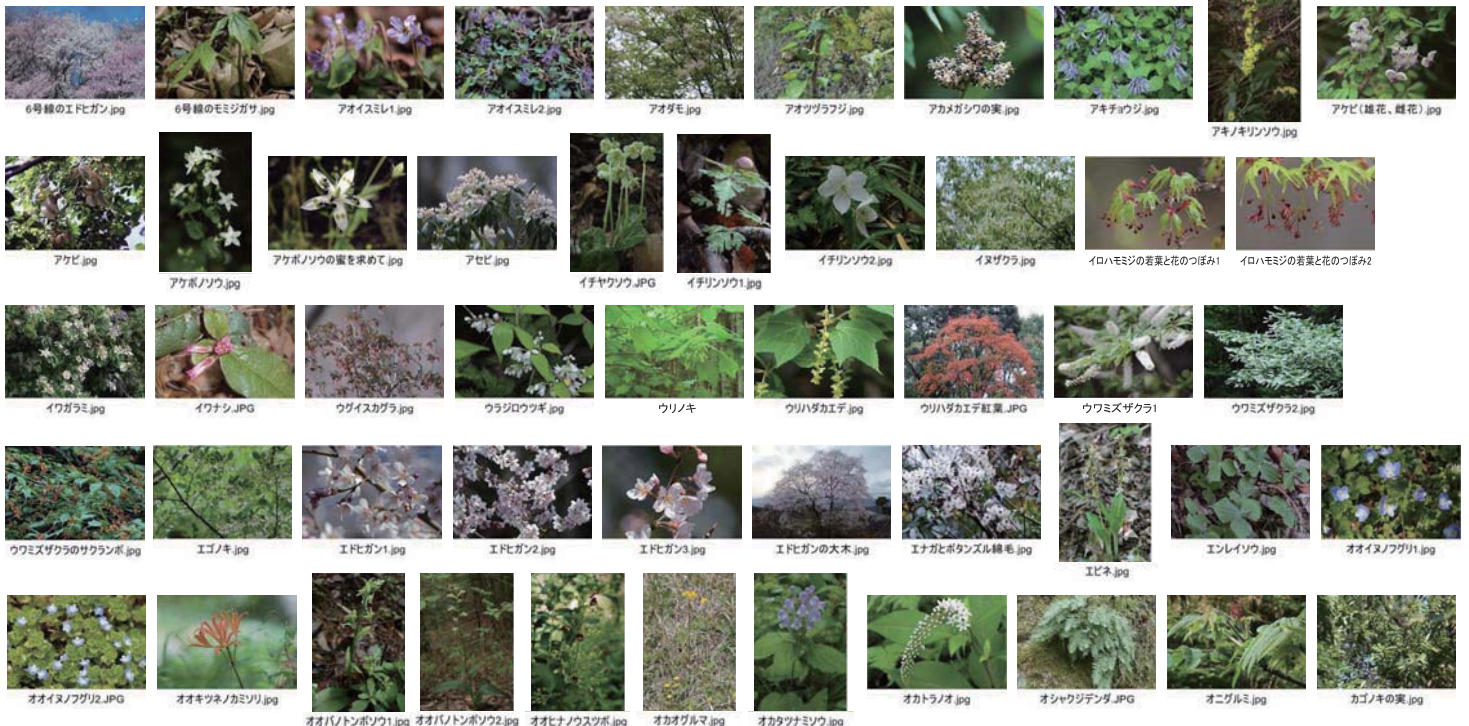 6号線のエドヒガン.jpg
6号線のモミジガサ.jpg
アオイスミレ1.jpg
アオイスミレ2.jpg
アオダモ.jpg
アオツヅラフジ.jpg
アカメガシワの実.jpg
アキチョウジ.jpg
アキノキリンソウ.jpg
アケビ(雄花、雌花).jpg
アケビ.jpg
アケボノソウ.jpg
アケボノソウの蜜を求めて.jpg
アセビ.jpg
イチヤクソウ.JPG
イチリンソウ1.jpg
イチリンソウ2.jpg
イヌザクラ.jpg
イロハモミジの若葉と花のつぼみ1
イロハモミジの若葉と花のつぼみ2
イワガラミ.jpg
イワナシ.JPG
ウグイスカグラ.jpg
ウラジロウツギ.jpg
ウリノキ
ウリハダカエデ.jpg
ウリハダカエデ紅葉.JPG
ウワミズザクラ1
ウワミズザクラ2.jpg
ウワミズザクラのサクランボ.jpg
エゴノキ.jpg
エドヒガン1.jpg
エドヒガン2.jpg
エドヒガン3.jpg
エドヒガンの大木.jpg
エナガとボタンズル綿毛.jpg
エビネ.jpg
エンレイソウ.jpg
オオイヌノフグリ1.jpg
オオイヌノフグリ2.JPG
オオキツネノカミソリ.jpg
オオバノトンボソウ1.jpg
オオバノトンボソウ2.jpg
オオヒナノウスツボ.jpg
オカオグルマ.jpg
オカタツナミソウ.jpg
オカトラノオ.jpg
オシャクジデンダ.JPG
オニグルミ.jpg
カゴノキの実.jpg